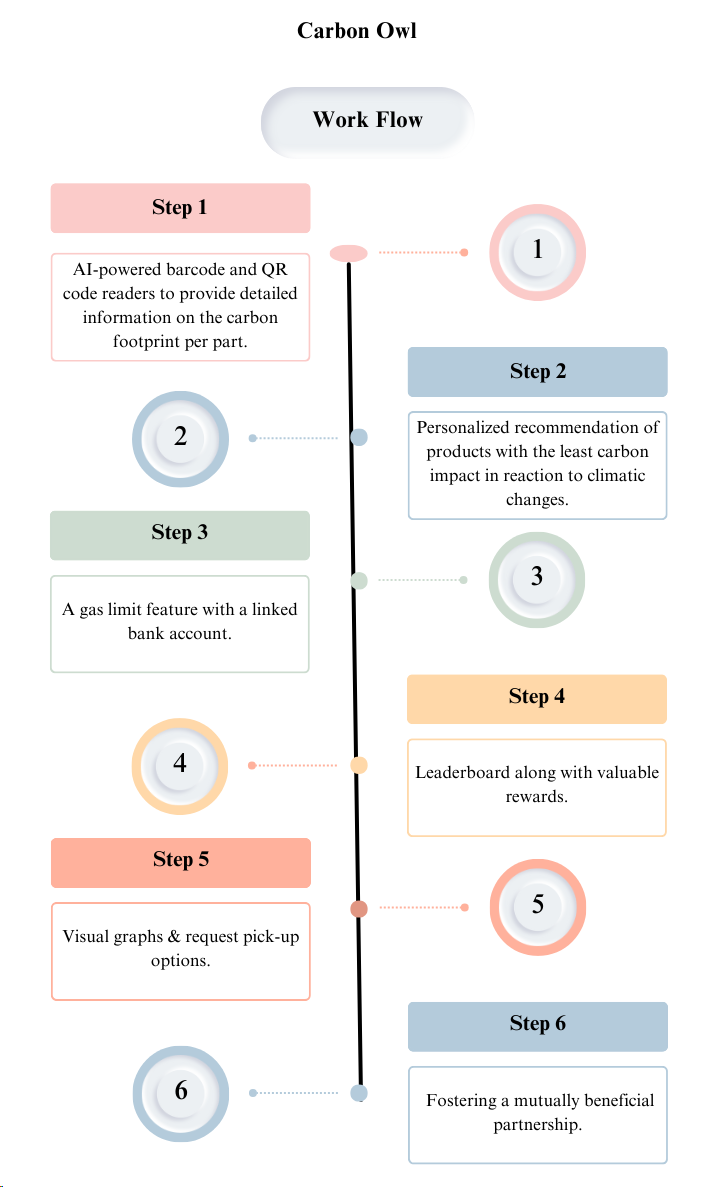 Carbon Owl
Work Flow
Step 1
1
AI-powered barcode and QR
code readers to provide detailed
information on the carbon
footprint per part.
Step 2
2
Personalized recommendation of
products with the least carbon
impact in reaction to climatic
changes.
Step 3
3
A gas limit feature with a linked
bank account.
Step 4
4
Leaderboard along with valuable
rewards.
Step 5
5
Visual graphs & request pick-up
options.
Step 6
6
Fostering a mutually beneficial
partnership.